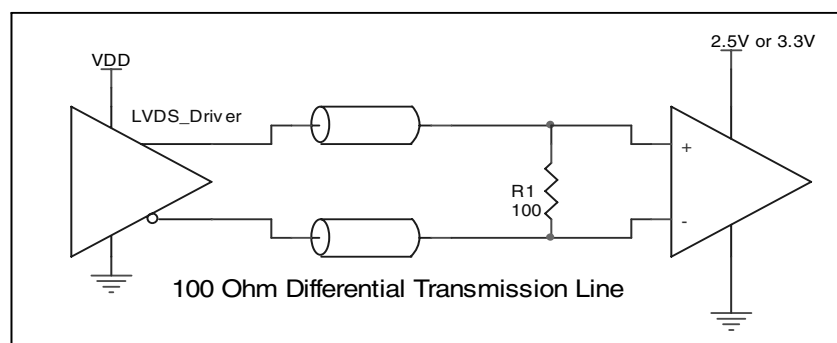 2.5V or 3.3V
VDD
LVDS_Driver
+
R1
100
-
100 Ohm Differential Transmission Line